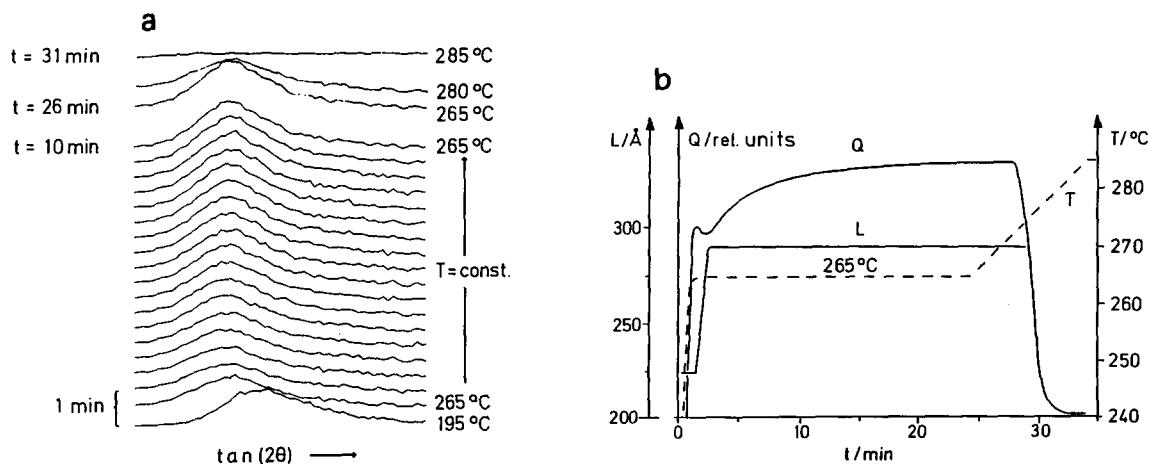 a
t = 31 min
285 °C
280 °C
t = 26 min
265 °C
t = 10 min
265 °C
T = const.
1 min
265 °C
195 °C
tan (2θ)
b
L/Å
Q/rel. units
T/°C
Q
280
T
300
L
270
265 °C
260
250
250
200
240
0
10
20
30
t/min